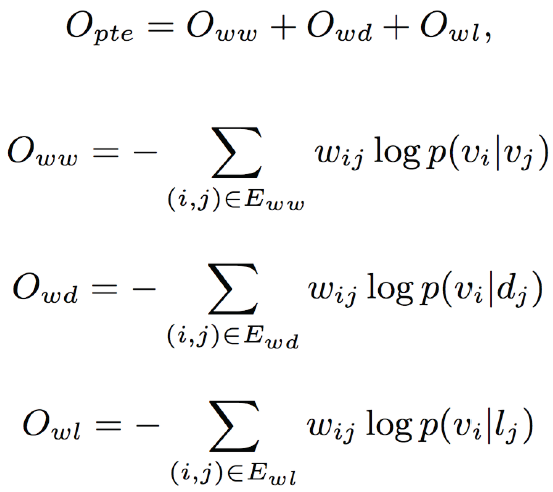 $O_{pte} = O_{ww} + O_{wd} + O_{wl},$
$O_{ww} = - \sum_{(i,j) \in E_{ww}} w_{ij} \log p(v_i | v_j)$
$O_{wd} = - \sum_{(i,j) \in E_{wd}} w_{ij} \log p(v_i | d_j)$
$O_{wl} = - \sum_{(i,j) \in E_{wl}} w_{ij} \log p(v_i | l_j)$